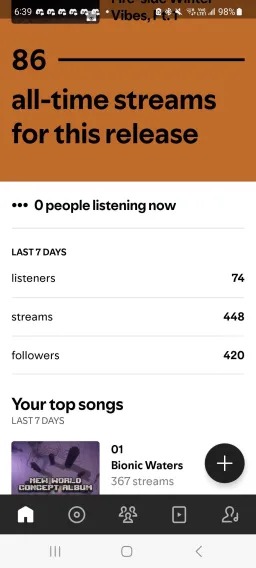 Fire-side Winter
6:39
98%
Vibes, Pt. 1
86
all-time streams
for this release
0 people listening now
LAST 7 DAYS
listeners 74
streams 448
followers 420
Your top songs
LAST 7 DAYS
01
Bionic Waters
367 streams
NEW WORLD
CONCEPT ALBUM